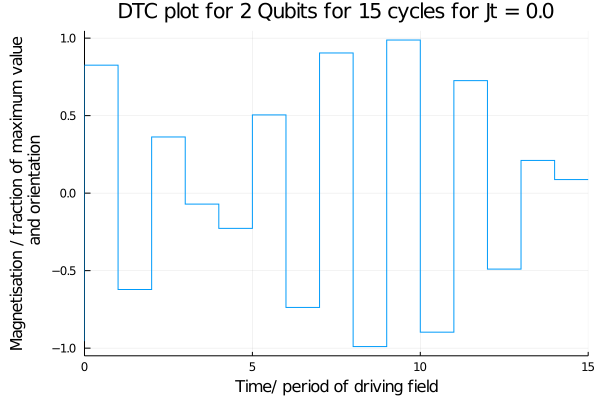 DTC plot for 2 Qubits for 15 cycles for Jt = 0.0
Magnetisation / fraction of maximum value
and orientation
1.0
0.5
0.0
−0.5
−1.0
0
5
10
15
Time/ period of driving field